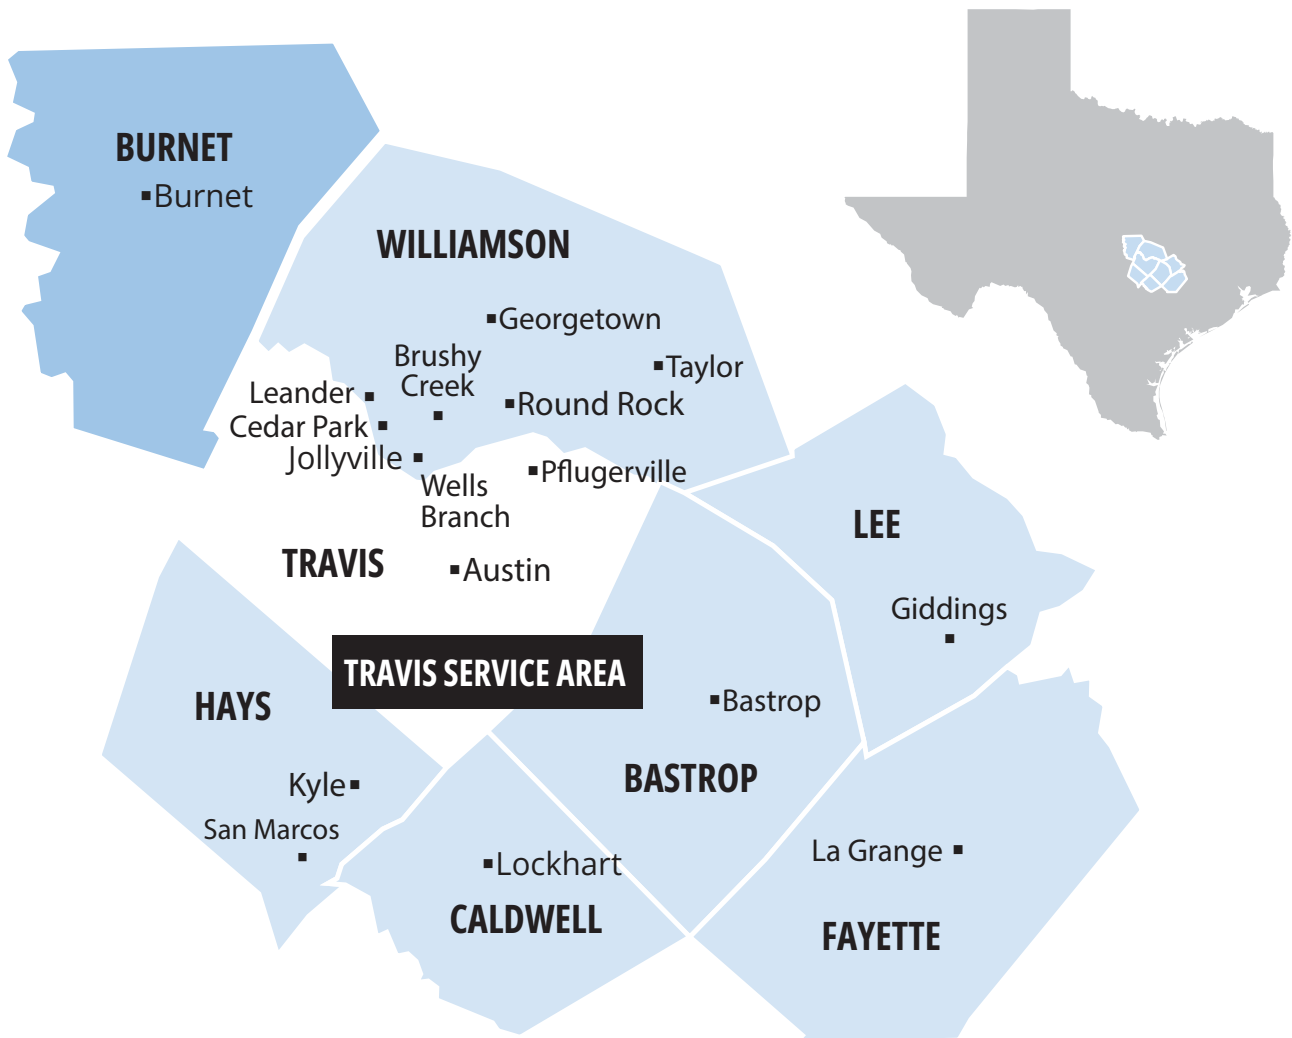 BURNET
Burnet
WILLIAMSON
Georgetown
Brushy
Creek
Taylor
Leander
Round Rock
Cedar Park
Jollyville
Pflugerville
Wells
Branch
LEE
TRAVIS
Austin
Giddings
TRAVIS SERVICE AREA
HAYS
Bastrop
BASTROP
Kyle
San Marcos
La Grange
Lockhart
CALDWELL
FAYETTE